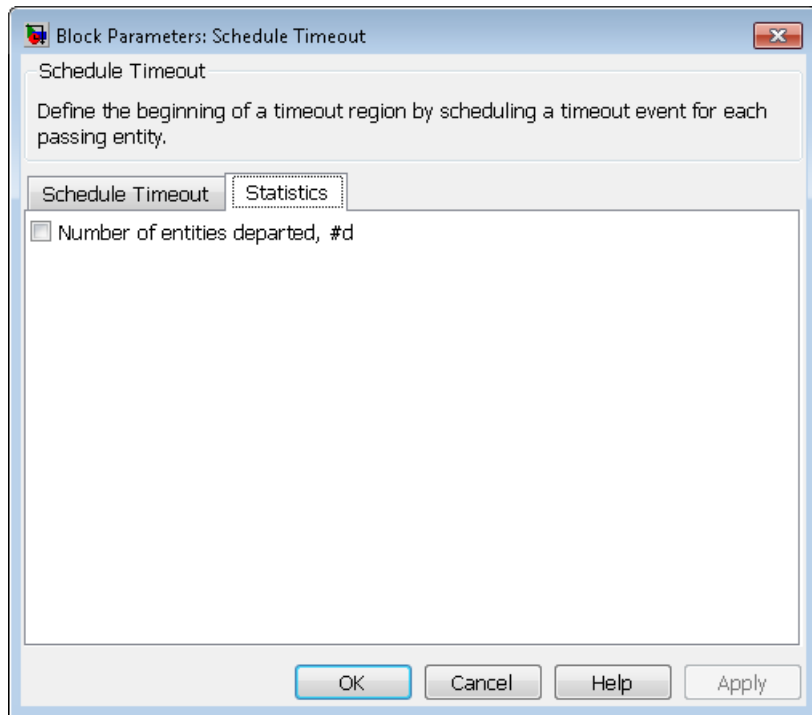 Block Parameters: Schedule Timeout
Schedule Timeout
Define the beginning of a timeout region by scheduling a timeout event for each
passing entity.
Schedule Timeout
Statistics
Number of entities departed, #d
OK
Cancel
Help
Apply